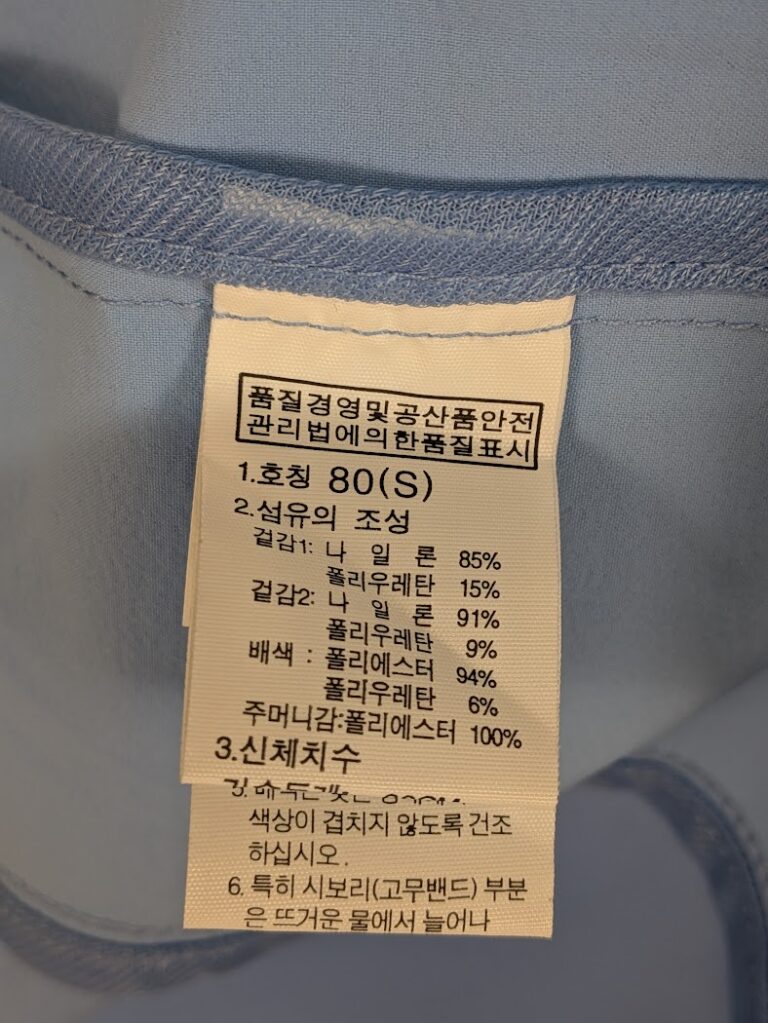 품질경영및공산품안전
관리법에의한품질표시
1.호칭 80(S)
2.섬유의 조성
겉감1: 나 일 론 85%
폴리우레탄 15%
겉감2: 나 일 론 91%
폴리우레탄 9%
배색 : 폴리에스터 94%
폴리우레탄 6%
주머니감:폴리에스터 100%
3.신체치수
색상이 겹치지 않도록 건조
하십시오.
6. 특히 시보리(고무밴드) 부분
은 뜨거운 물에서 늘어나